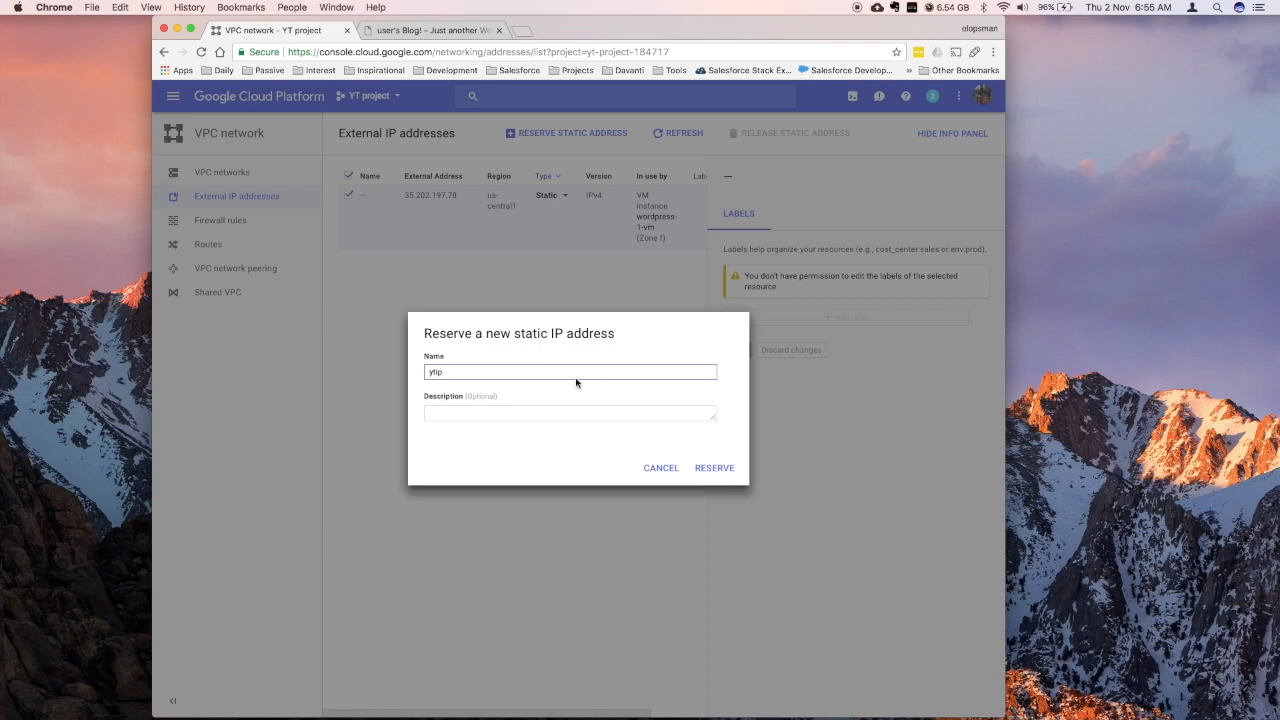 Chrome File Edit View History Bookmarks People Window Help 6.54 GB 96% Thu 2 Nov 6:55 AM
VPC network - YT project × user's Blog! – Just another Wo × olopsman
Secure https://console.cloud.google.com/networking/addresses/list?project=yt-project-184717
Apps Daily Passive Interest Inspirational Development Salesforce Projects Davanti Tools Salesforce Stack Ex... Salesforce Develop... » Other Bookmarks
Google Cloud Platform YT project 2
VPC network External IP addresses RESERVE STATIC ADDRESS REFRESH RELEASE STATIC ADDRESS HIDE INFO PANEL
VPC networks
External IP addresses
Firewall rules
Routes
VPC network peering
Shared VPC
Name External Address Region Type Version In use by Lab
— 35.202.197.78 us-central1 Static IPv4 VM
instance
wordpress-
1-vm
(Zone f)
—
LABELS
Labels help organize your resources (e.g., cost_center:sales or env:prod).
You don't have permission to edit the labels of the selected
resource
+ Add label
Discard changes
Reserve a new static IP address
Name
ytip
Description (Optional)
CANCEL RESERVE